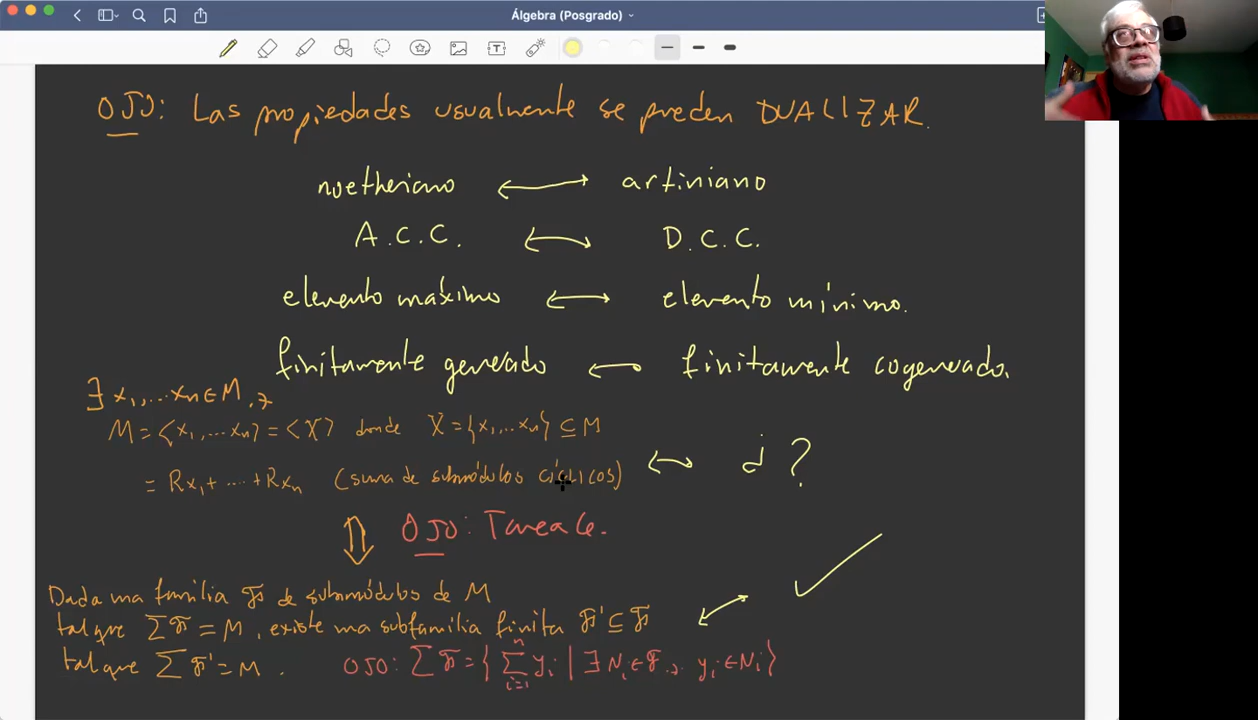 Álgebra (Posgrado)
OJO: Las propiedades usualmente se pueden DUALIZAR.
noetheriano ↔ artiniano
A.C.C. ↔ D.C.C.
elemento máximo ↔ elemento mínimo.
finitamente generado ↔ finitamente cogenerado.
∃ x₁,...xₙ ∈ M .∋.
M = <x₁,...xₙ> = <X> donde X = {x₁,...xₙ} ⊆ M
= Rx₁ + .... + Rxₙ (suma de submódulos cíclicos) ↔ ¿ ?
⇕ OJO: Tarea 6.
Dada una familia 𝓕 de submódulos de M
tal que Σ𝓕 = M, existe una subfamilia finita 𝓕' ⊆ 𝓕 ↔ ✓
tal que Σ𝓕' = M. OJO: Σ𝓕 = { Σᵢ₌₁ⁿ yᵢ | ∃ Nᵢ ∈ 𝓕 .∋. yᵢ ∈ Nᵢ }